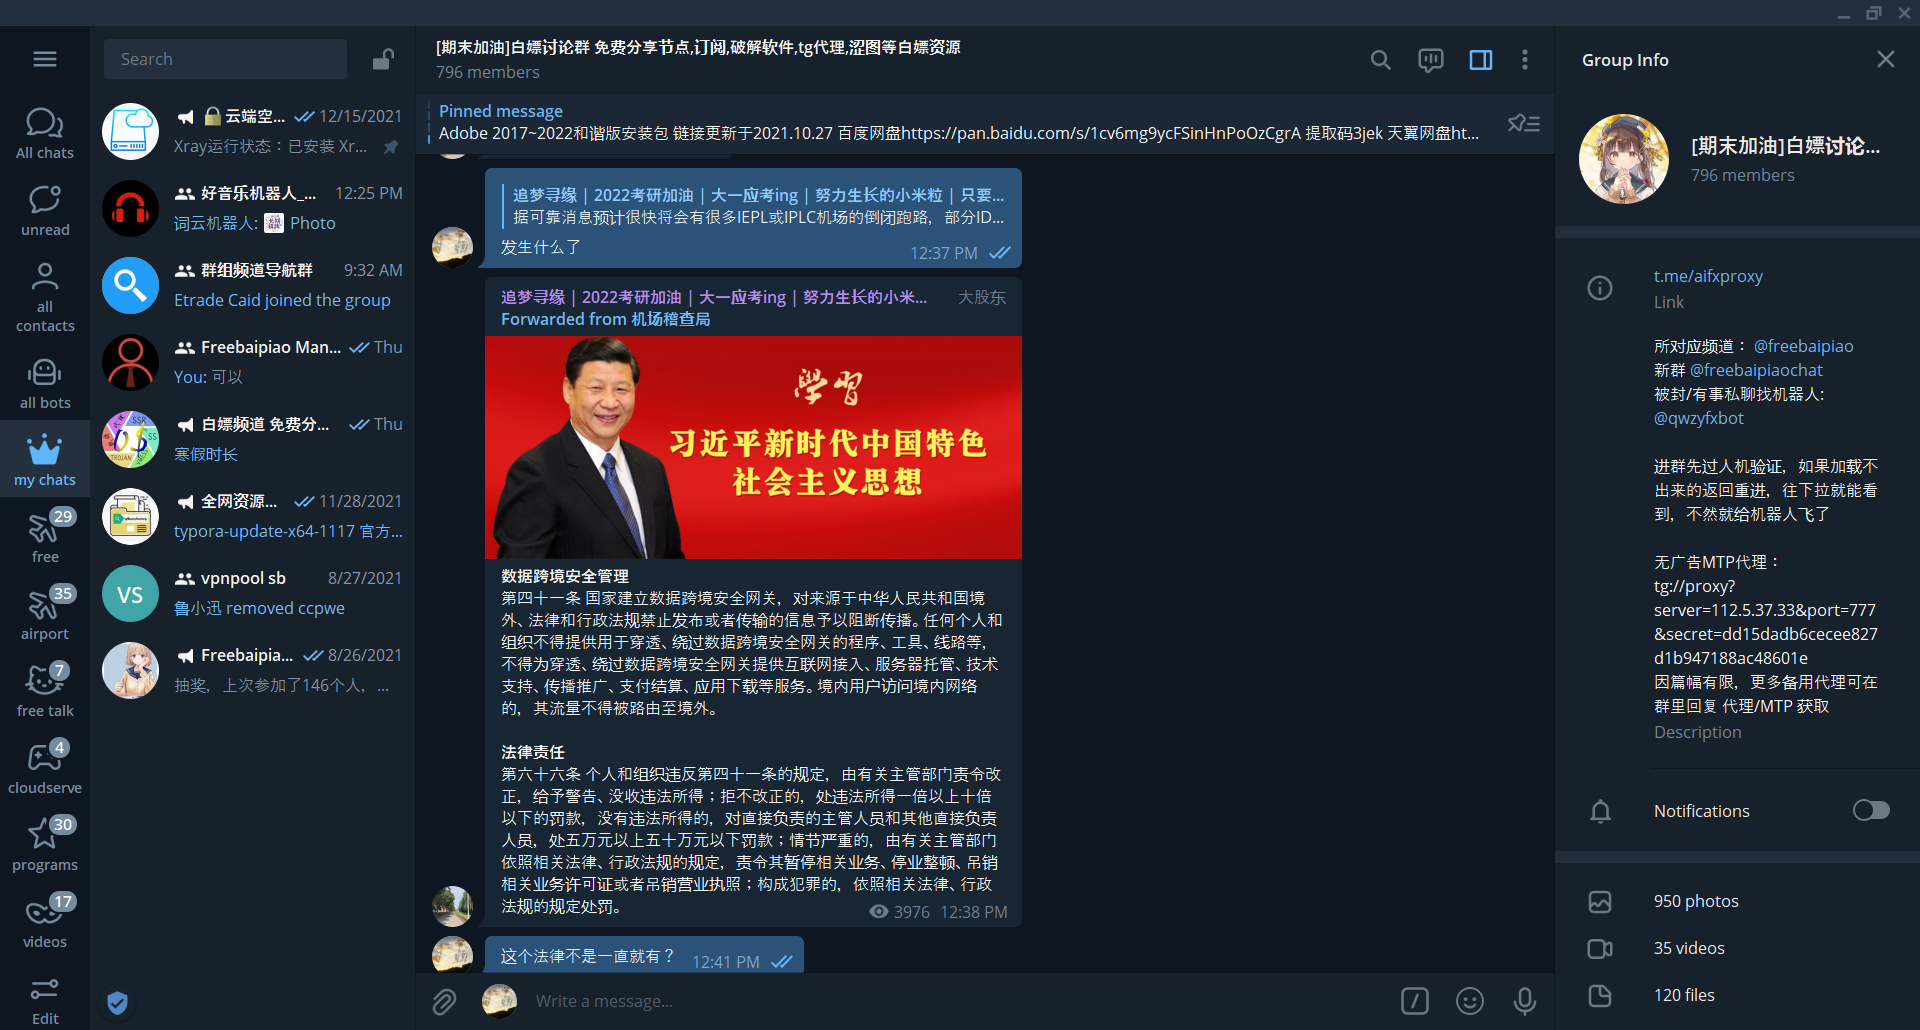 Search
All chats
unread
all
contacts
all bots
my chats
29
free
35
airport
7
free talk
4
cloudserve
30
programs
17
videos
Edit
云端空... 12/15/2021
Xray运行状态：已安装 Xr...
好音乐机器人_... 12:25 PM
词云机器人: Photo
群组频道导航群 9:32 AM
Etrade Caid joined the group
Freebaipiao Man... Thu
You: 可以
白嫖频道 免费分... Thu
寒假时长
全网资源... 11/28/2021
typora-update-x64-1117 官方...
VS
vpnpool sb 8/27/2021
鲁小迅 removed ccpwe
Freebaipia... 8/26/2021
抽奖，上次参加了146个人，...
[期末加油]白嫖讨论群 免费分享节点,订阅,破解软件,tg代理,涩图等白嫖资源
796 members
Pinned message
Adobe 2017~2022和谐版安装包 链接更新于2021.10.27 百度网盘https://pan.baidu.com/s/1cv6mg9ycFSinHnPoOzCgrA 提取码3jek 天翼网盘ht...
追梦寻缘 | 2022考研加油 | 大一应考ing | 努力生长的小米粒 | 只要...
据可靠消息预计很快将会有很多IEPL或IPLC机场的倒闭跑路，部分ID...
发生什么了
12:37 PM
追梦寻缘 | 2022考研加油 | 大一应考ing | 努力生长的小米... 大股东
Forwarded from 机场稽查局
學習
习近平新时代中国特色
社会主义思想
数据跨境安全管理
第四十一条 国家建立数据跨境安全网关，对来源于中华人民共和国境
外、法律和行政法规禁止发布或者传输的信息予以阻断传播。任何个人和
组织不得提供用于穿透、绕过数据跨境安全网关的程序、工具、线路等，
不得为穿透、绕过数据跨境安全网关提供互联网接入、服务器托管、技术
支持、传播推广、支付结算、应用下载等服务。境内用户访问境内网络
的，其流量不得被路由至境外。
法律责任
第六十六条 个人和组织违反第四十一条的规定，由有关主管部门责令改
正，给予警告、没收违法所得；拒不改正的，处违法所得一倍以上十倍
以下的罚款，没有违法所得的，对直接负责的主管人员和其他直接负责
人员，处五万元以上五十万元以下罚款；情节严重的，由有关主管部门
依照相关法律、行政法规的规定，责令其暂停相关业务、停业整顿、吊销
相关业务许可证或者吊销营业执照；构成犯罪的，依照相关法律、行政
法规的规定处罚。
3976 12:38 PM
这个法律不是一直就有？ 12:41 PM
Write a message...
Group Info
[期末加油]白嫖讨论...
796 members
t.me/aifxproxy
Link
所对应频道： @freebaipiao
新群 @freebaipiaochat
被封/有事私聊找机器人:
@qwzyfxbot
进群先过人机验证，如果加载不
出来的返回重进，往下拉就能看
到，不然就给机器人飞了
无广告MTP代理：
tg://proxy?
server=112.5.37.33&port=777
&secret=dd15dadb6cecee827
d1b947188ac48601e
因篇幅有限，更多备用代理可在
群里回复 代理/MTP 获取
Description
Notifications
950 photos
35 videos
120 files